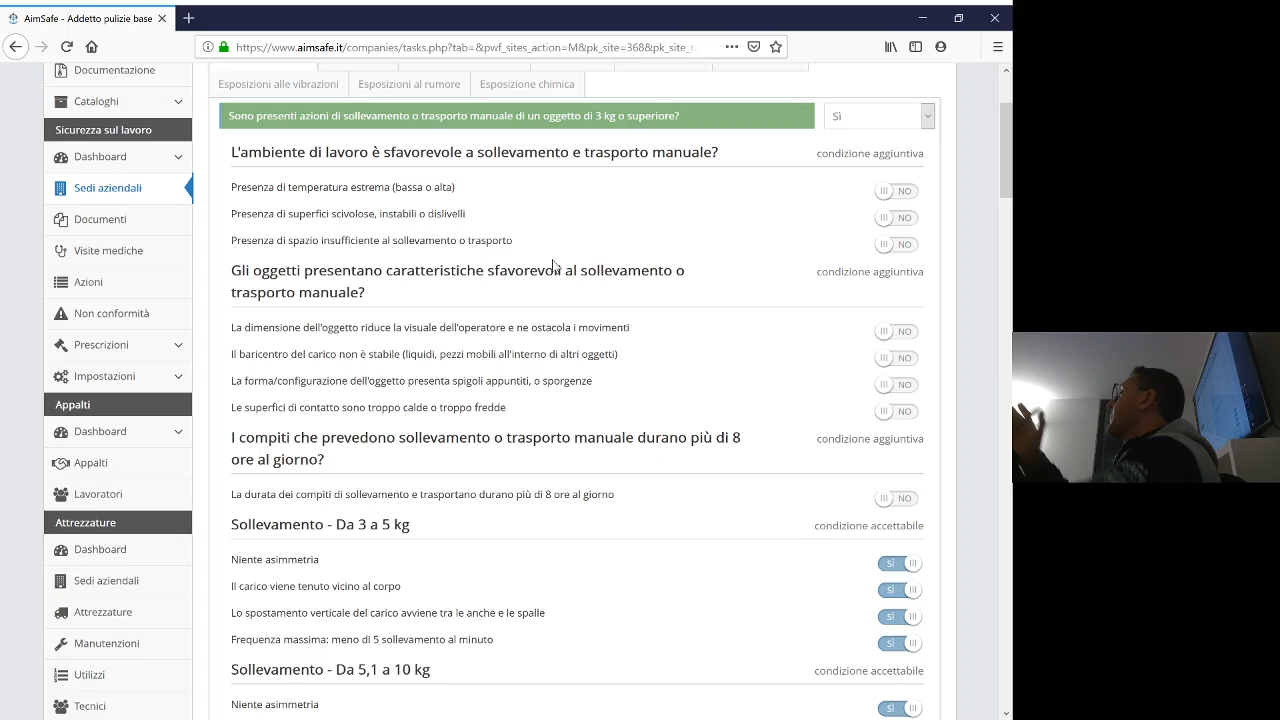 AimSafe - Addetto pulizie base
https://www.aimsafe.it/companies/tasks.php?tab=&pwf_sites_action=M&pk_site=368&pk_site_t
Documentazione
Cataloghi
Sicurezza sul lavoro
Dashboard
Sedi aziendali
Documenti
Visite mediche
Azioni
Non conformità
Prescrizioni
Impostazioni
Appalti
Dashboard
Appalti
Lavoratori
Attrezzature
Dashboard
Sedi aziendali
Attrezzature
Manutenzioni
Utilizzi
Tecnici
Esposizioni alle vibrazioni Esposizioni al rumore Esposizione chimica
Sono presenti azioni di sollevamento o trasporto manuale di un oggetto di 3 kg o superiore? Sì
L'ambiente di lavoro è sfavorevole a sollevamento e trasporto manuale? condizione aggiuntiva
Presenza di temperatura estrema (bassa o alta) NO
Presenza di superfici scivolose, instabili o dislivelli NO
Presenza di spazio insufficiente al sollevamento o trasporto NO
Gli oggetti presentano caratteristiche sfavorevoli al sollevamento o condizione aggiuntiva
trasporto manuale?
La dimensione dell'oggetto riduce la visuale dell'operatore e ne ostacola i movimenti NO
Il baricentro del carico non è stabile (liquidi, pezzi mobili all'interno di altri oggetti) NO
La forma/configurazione dell'oggetto presenta spigoli appuntiti, o sporgenze NO
Le superfici di contatto sono troppo calde o troppo fredde NO
I compiti che prevedono sollevamento o trasporto manuale durano più di 8 condizione aggiuntiva
ore al giorno?
La durata dei compiti di sollevamento e trasportano durano più di 8 ore al giorno NO
Sollevamento - Da 3 a 5 kg condizione accettabile
Niente asimmetria SÌ
Il carico viene tenuto vicino al corpo SÌ
Lo spostamento verticale del carico avviene tra le anche e le spalle SÌ
Frequenza massima: meno di 5 sollevamento al minuto SÌ
Sollevamento - Da 5,1 a 10 kg condizione accettabile
Niente asimmetria SÌ